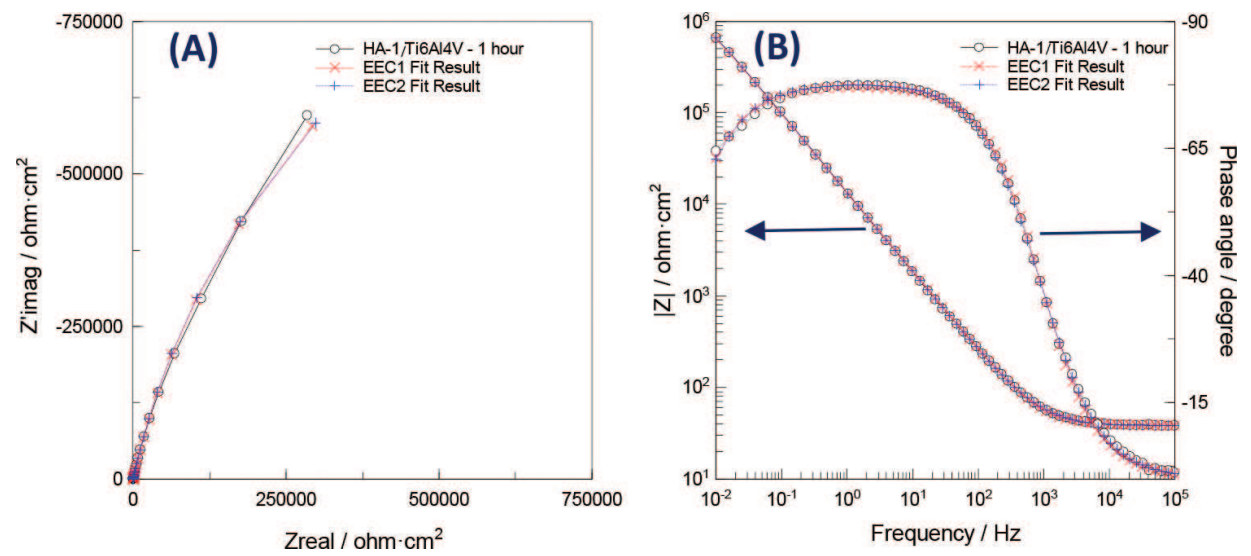 (A)
HA-1/Ti6Al4V - 1 hour
EEC1 Fit Result
EEC2 Fit Result
-750000
-500000
-250000
0
Z'imag / ohm·cm²
0
250000
500000
750000
Zreal / ohm·cm²
(B)
HA-1/Ti6Al4V - 1 hour
EEC1 Fit Result
EEC2 Fit Result
10⁶
10⁵
10⁴
10³
10²
10¹
|Z| / ohm·cm²
-90
-65
-40
-15
Phase angle / degree
10⁻²
10⁻¹
10⁰
10¹
10²
10³
10⁴
10⁵
Frequency / Hz